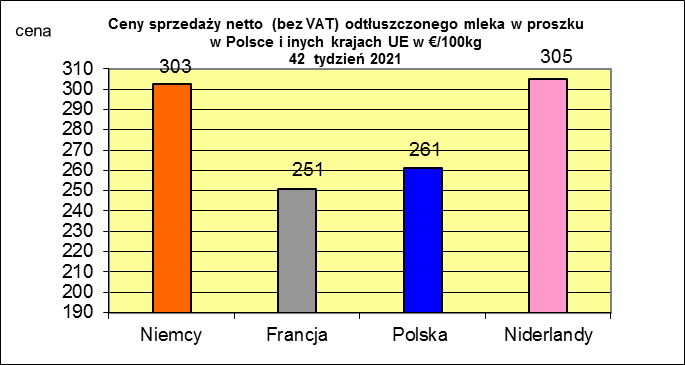 Ceny sprzedaży netto (bez VAT) odtłuszczonego mleka w proszku
w Polsce i inych krajach UE w €/100kg
42 tydzień 2021
cena
310
300
290
280
270
260
250
240
230
220
210
200
190
303
251
261
305
Niemcy
Francja
Polska
Niderlandy